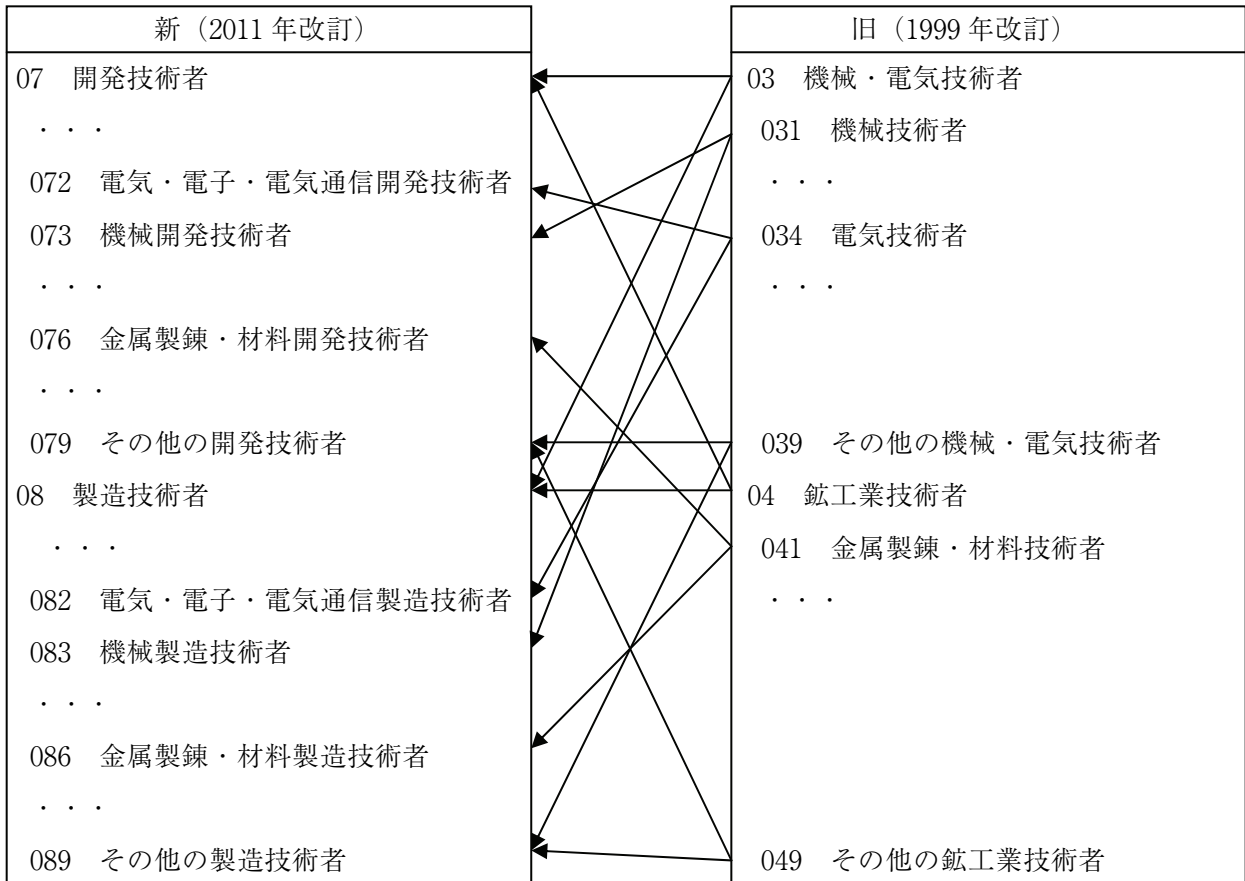 新（2011 年改訂）
07　開発技術者
・・・
072　電気・電子・電気通信開発技術者
073　機械開発技術者
・・・
076　金属製錬・材料開発技術者
・・・
079　その他の開発技術者
08　製造技術者
・・・
082　電気・電子・電気通信製造技術者
083　機械製造技術者
・・・
086　金属製錬・材料製造技術者
・・・
089　その他の製造技術者
旧（1999 年改訂）
03　機械・電気技術者
031　機械技術者
・・・
034　電気技術者
・・・
039　その他の機械・電気技術者
04　鉱工業技術者
041　金属製錬・材料技術者
・・・
049　その他の鉱工業技術者